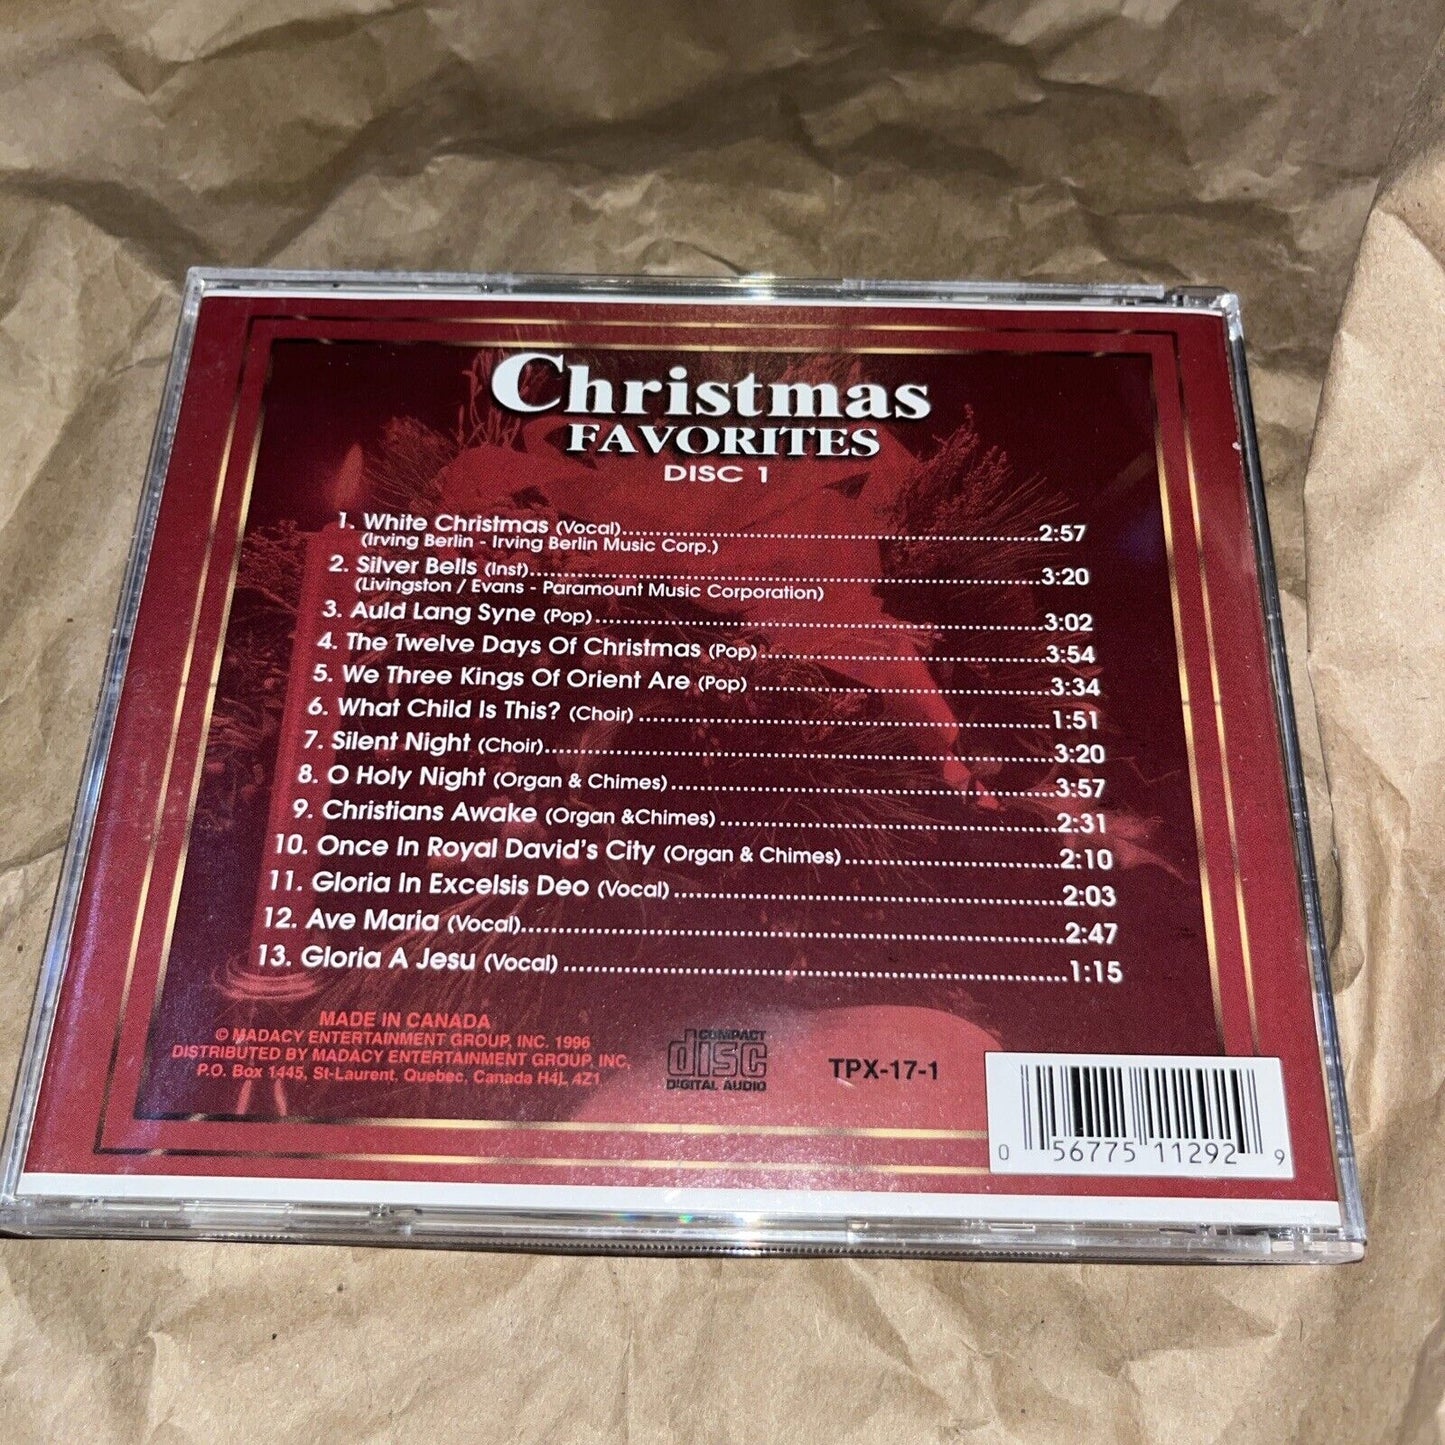 Christmas
FAVORITES
DISC 1
1. White Christmas (Vocal)..........2:57
(Irving Berlin - Irving Berlin Music Corp.)
2. Silver Bells (Inst)..........3:20
(Livingston / Evans - Paramount Music Corporation)
3. Auld Lang Syne (Pop)..........3:02
4. The Twelve Days Of Christmas (Pop)..........3:54
5. We Three Kings Of Orient Are (Pop) ..........3:34
6. What Child Is This? (Choir) ..........1:51
7. Silent Night (Choir)..........3:20
8. O Holy Night (Organ & Chimes) ..........3:57
9. Christians Awake (Organ &Chimes) ..........2:31
10. Once In Royal David's City (Organ & Chimes) ..........2:10
11. Gloria In Excelsis Deo (Vocal) ..........2:03
12. Ave Maria (Vocal)..........2:47
13. Gloria A Jesu (Vocal) ..........1:15
MADE IN CANADA
© MADACY ENTERTAINMENT GROUP, INC. 1996
DISTRIBUTED BY MADACY ENTERTAINMENT GROUP, INC,
P.O. Box 1445, St-Laurent, Quebec, Canada H4L 4Z1
COMPACT
disc
DIGITAL AUDIO
TPX-17-1
0 56775 11292 9